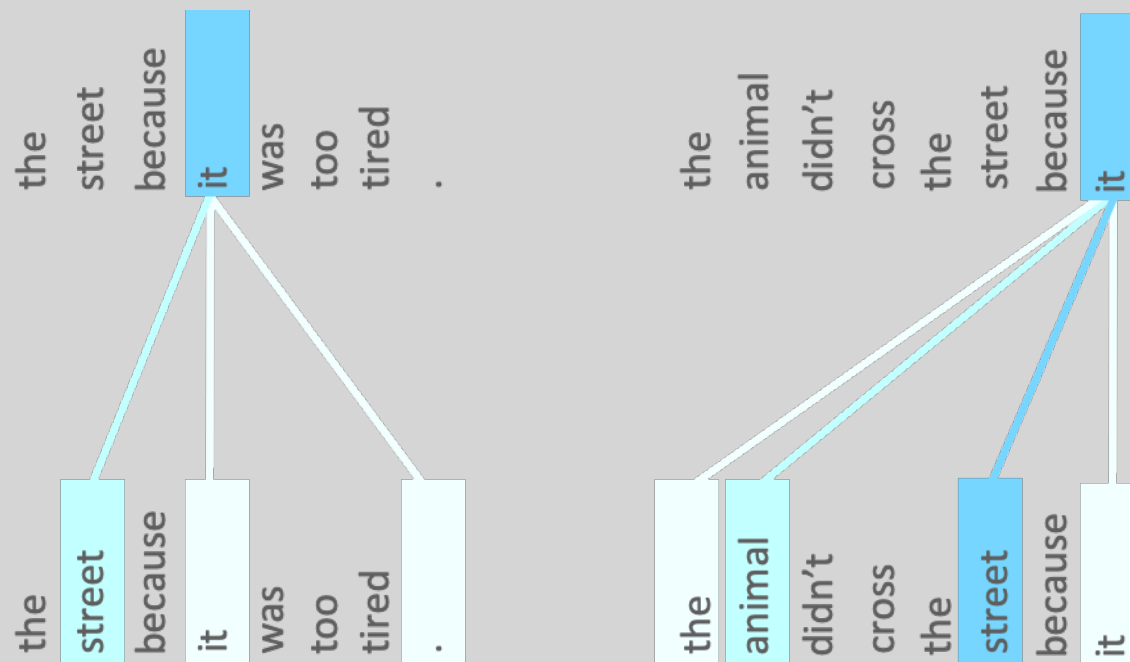 the street because it was too tired .
the animal didn't cross the street because it
the street because it was too tired .
the animal didn't cross the street because it